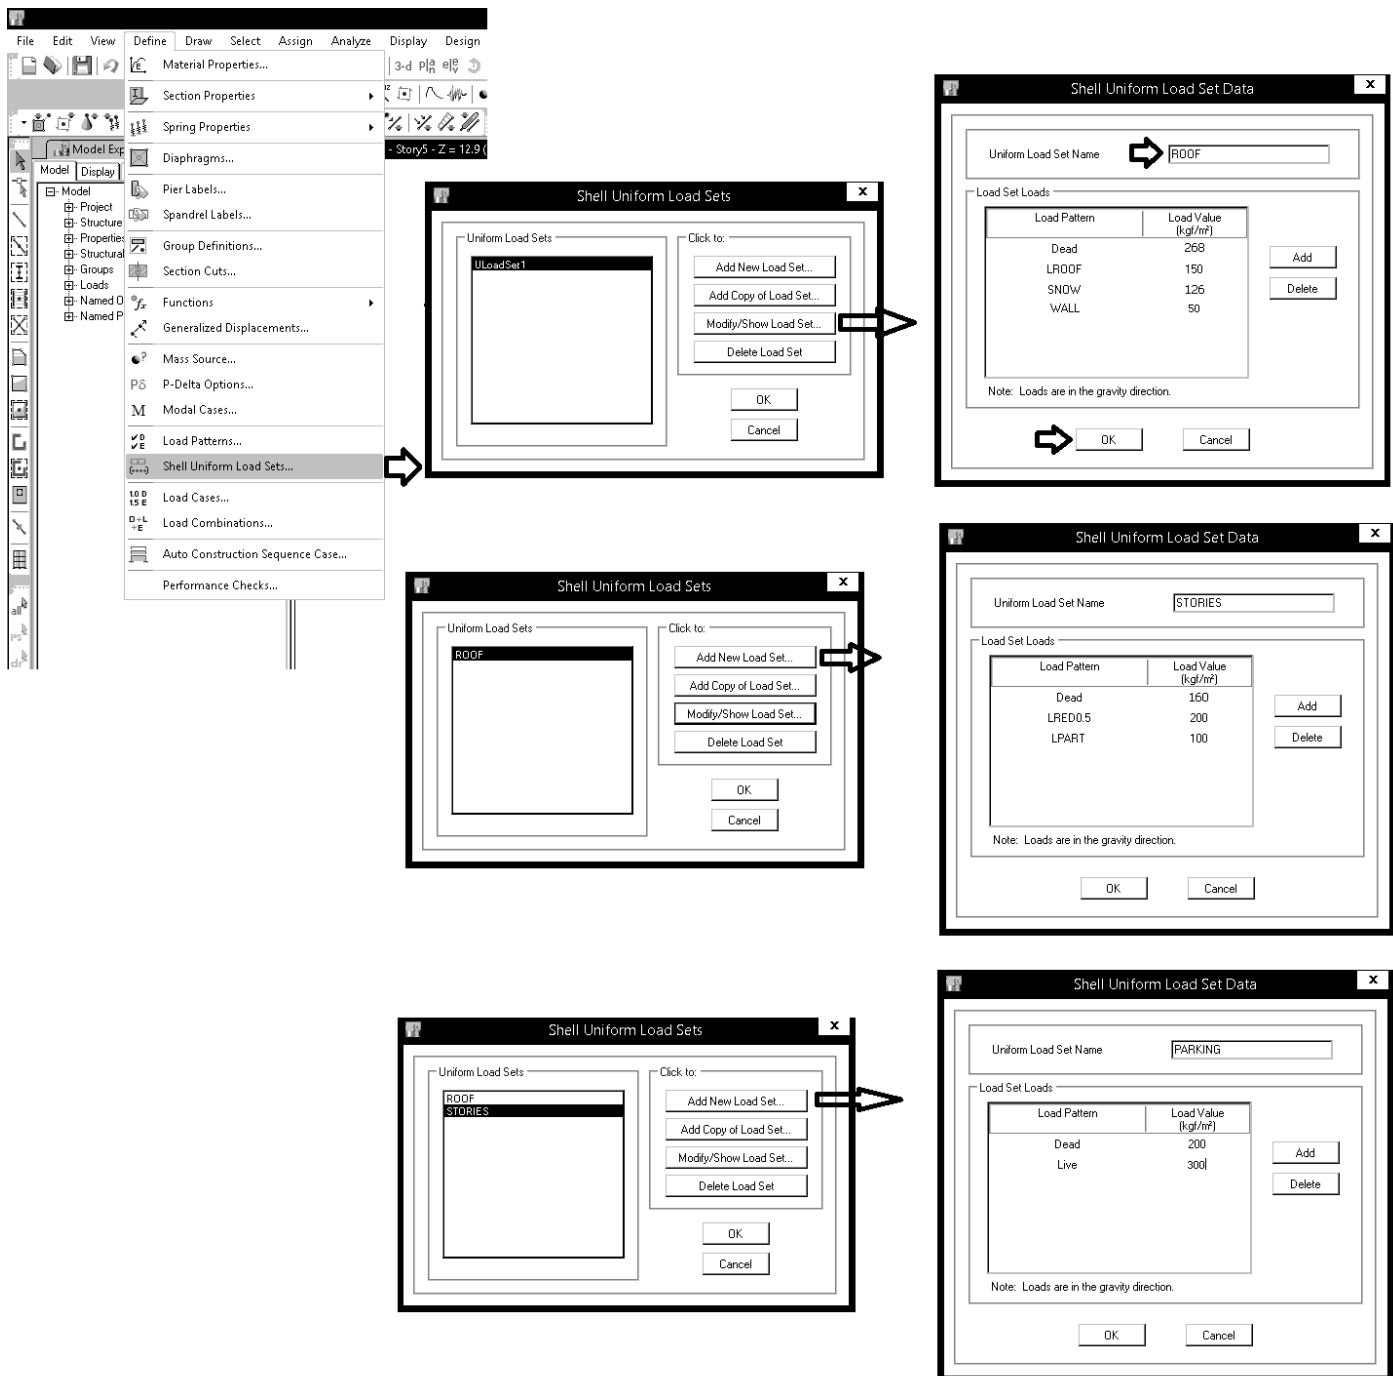 File Edit View Define Draw Select Assign Analyze Display Design
3-d
Material Properties...
Section Properties
Spring Properties
Diaphragms...
Pier Labels...
Spandrel Labels...
Group Definitions...
Section Cuts...
Functions
Generalized Displacements...
Mass Source...
Pδ P-Delta Options...
M Modal Cases...
Load Patterns...
Shell Uniform Load Sets...
Load Cases...
Load Combinations...
Auto Construction Sequence Case...
Performance Checks...
- Story5 - Z = 12.9 (
Model Exp
Model Display
Model
Project
Structure
Properties
Structural
Groups
Loads
Named O
Named P
all
PS
dr
Shell Uniform Load Sets
Uniform Load Sets
ULoadSet1
Click to:
Add New Load Set...
Add Copy of Load Set...
Modify/Show Load Set...
Delete Load Set
OK
Cancel
Shell Uniform Load Set Data
Uniform Load Set Name ROOF
Load Set Loads
Load Pattern Load Value
(kgf/m²)
Dead 268
LROOF 150
SNOW 126
WALL 50
Add
Delete
Note: Loads are in the gravity direction.
OK Cancel
Shell Uniform Load Sets
Uniform Load Sets
ROOF
Click to:
Add New Load Set...
Add Copy of Load Set...
Modify/Show Load Set...
Delete Load Set
OK
Cancel
Shell Uniform Load Set Data
Uniform Load Set Name STORIES
Load Set Loads
Load Pattern Load Value
(kgf/m²)
Dead 160
LRED0.5 200
LPART 100
Add
Delete
Note: Loads are in the gravity direction.
OK Cancel
Shell Uniform Load Sets
Uniform Load Sets
ROOF
STORIES
Click to:
Add New Load Set...
Add Copy of Load Set...
Modify/Show Load Set...
Delete Load Set
OK
Cancel
Shell Uniform Load Set Data
Uniform Load Set Name PARKING
Load Set Loads
Load Pattern Load Value
(kgf/m²)
Dead 200
Live 300
Add
Delete
Note: Loads are in the gravity direction.
OK Cancel